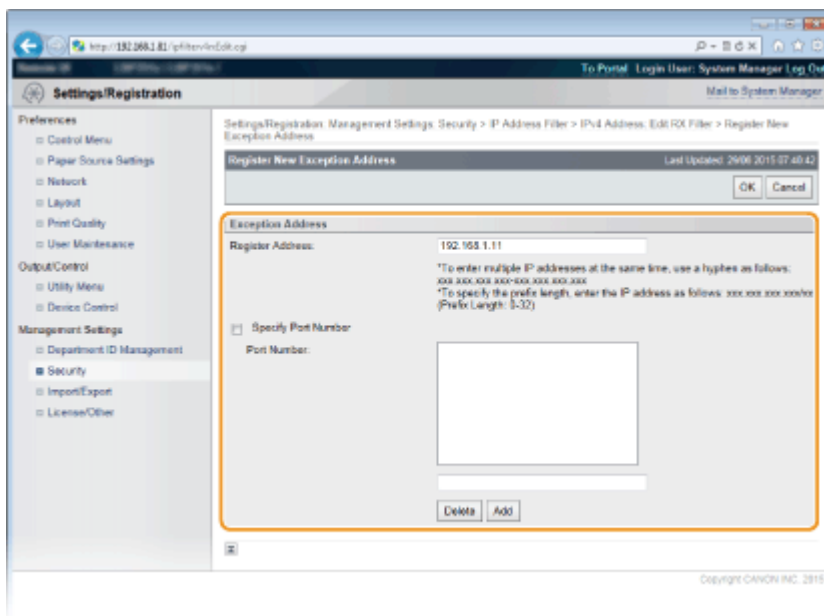 http://192.168.1.81/ipfilterv4rxEdit.cgi
To Portal Login User: System Manager Log Out
Settings/Registration
Mail to System Manager
Preferences
Control Menu
Paper Source Settings
Network
Layout
Print Quality
User Maintenance
Output/Control
Utility Menu
Device Control
Management Settings
Department ID Management
Security
Import/Export
License/Other
Settings/Registration: Management Settings: Security > IP Address Filter > IPv4 Address: Edit RX Filter > Register New
Exception Address
Register New Exception Address
Last Updated: 29/06 2015 07:40:42
OK Cancel
Exception Address
Register Address:
192.168.1.11
*To enter multiple IP addresses at the same time, use a hyphen as follows:
xxx.xxx.xxx.xxx-xxx.xxx.xxx.xxx
*To specify the prefix length, enter the IP address as follows: xxx.xxx.xxx.xxx/xx
(Prefix Length: 0-32)
Specify Port Number
Port Number:
Delete Add
Copyright CANON INC. 2015